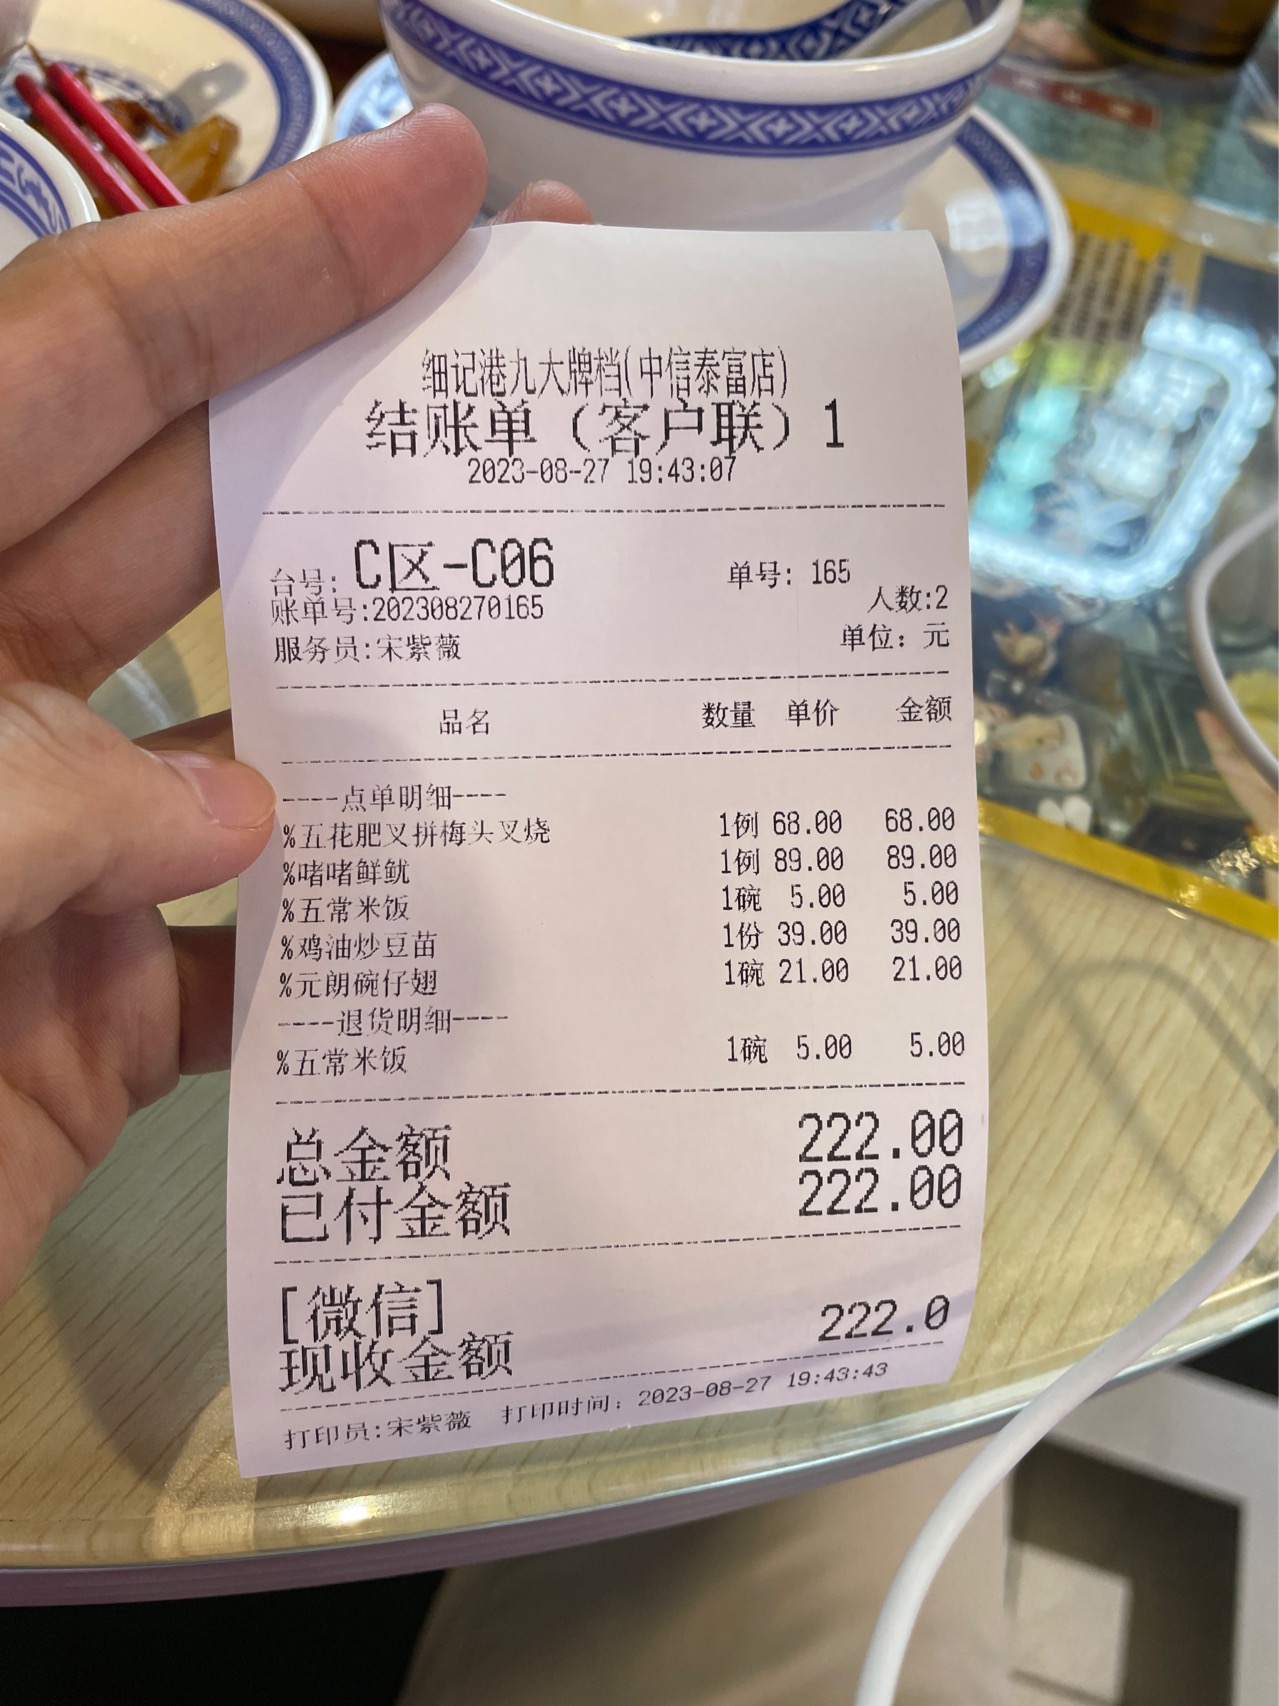 细记港九大牌档(中信泰富店)
结账单（客户联）1
2023-08-27 19:43:07
台号: C区-C06 单号: 165
账单号:202308270165 人数:2
服务员:宋紫薇 单位: 元
品名 数量 单价 金额
----点单明细----
%五花肥叉拼梅头叉烧 1例 68.00 68.00
%啫啫鲜鱿 1例 89.00 89.00
%五常米饭 1碗 5.00 5.00
%鸡油炒豆苗 1份 39.00 39.00
%元朗碗仔翅 1碗 21.00 21.00
----退货明细----
%五常米饭 1碗 5.00 5.00
总金额 222.00
已付金额 222.00
[微信]
现收金额 222.0
打印员:宋紫薇 打印时间: 2023-08-27 19:43:43